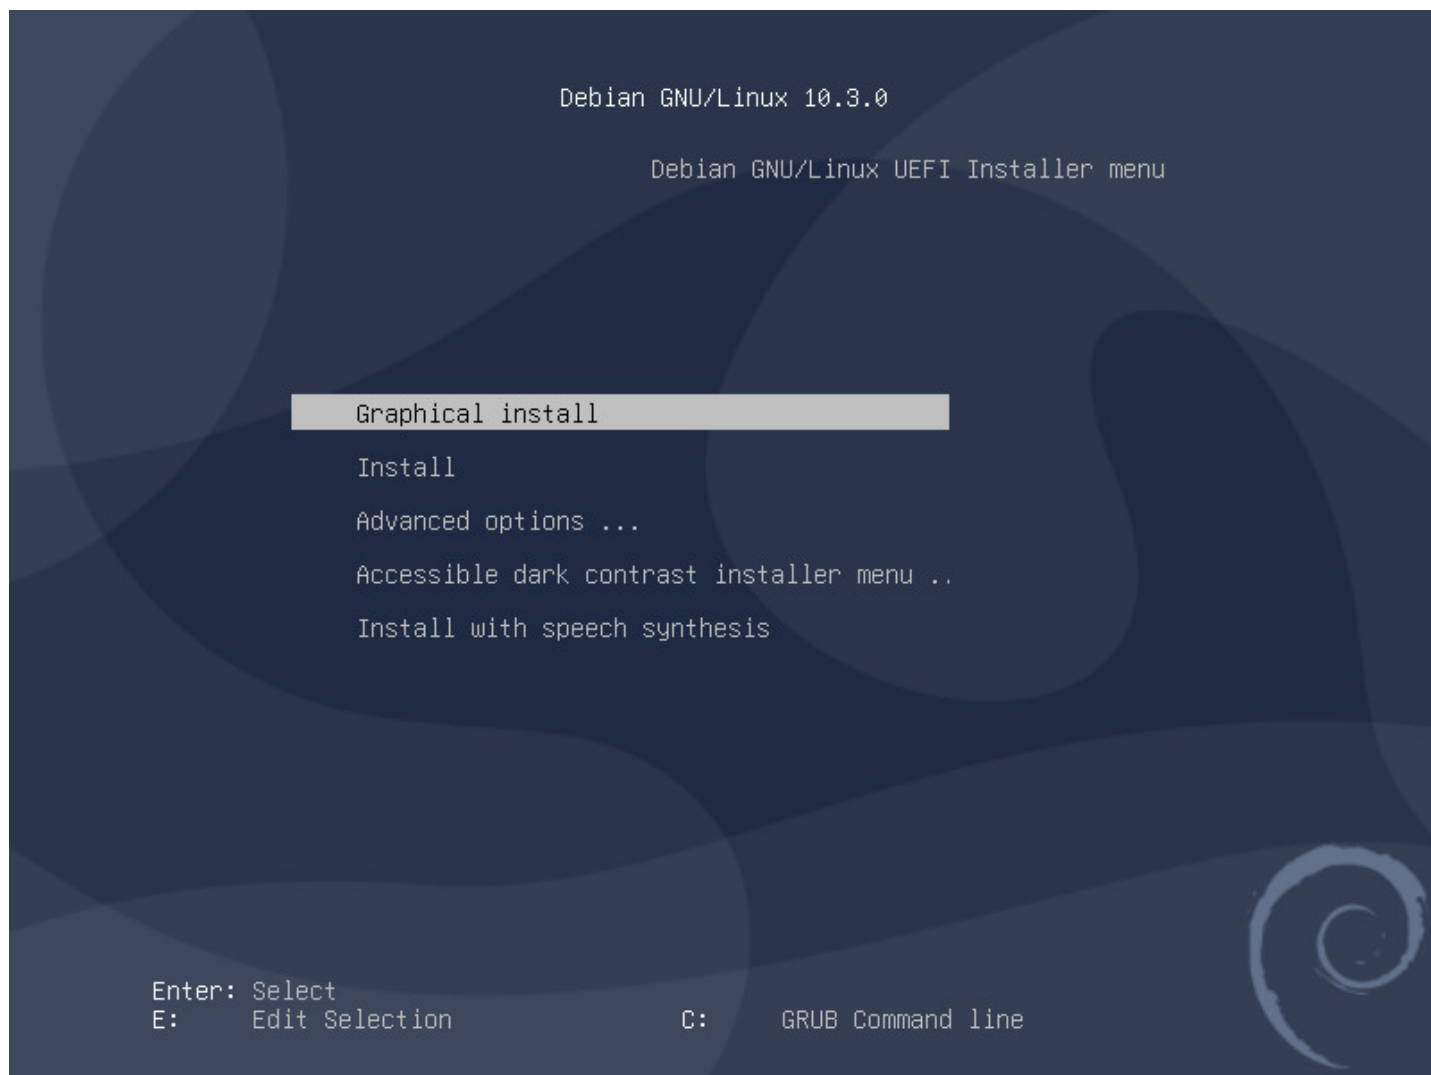 Debian GNU/Linux 10.3.0
Debian GNU/Linux UEFI Installer menu
Graphical install
Install
Advanced options ...
Accessible dark contrast installer menu ..
Install with speech synthesis
Enter: Select
E: Edit Selection C: GRUB Command line